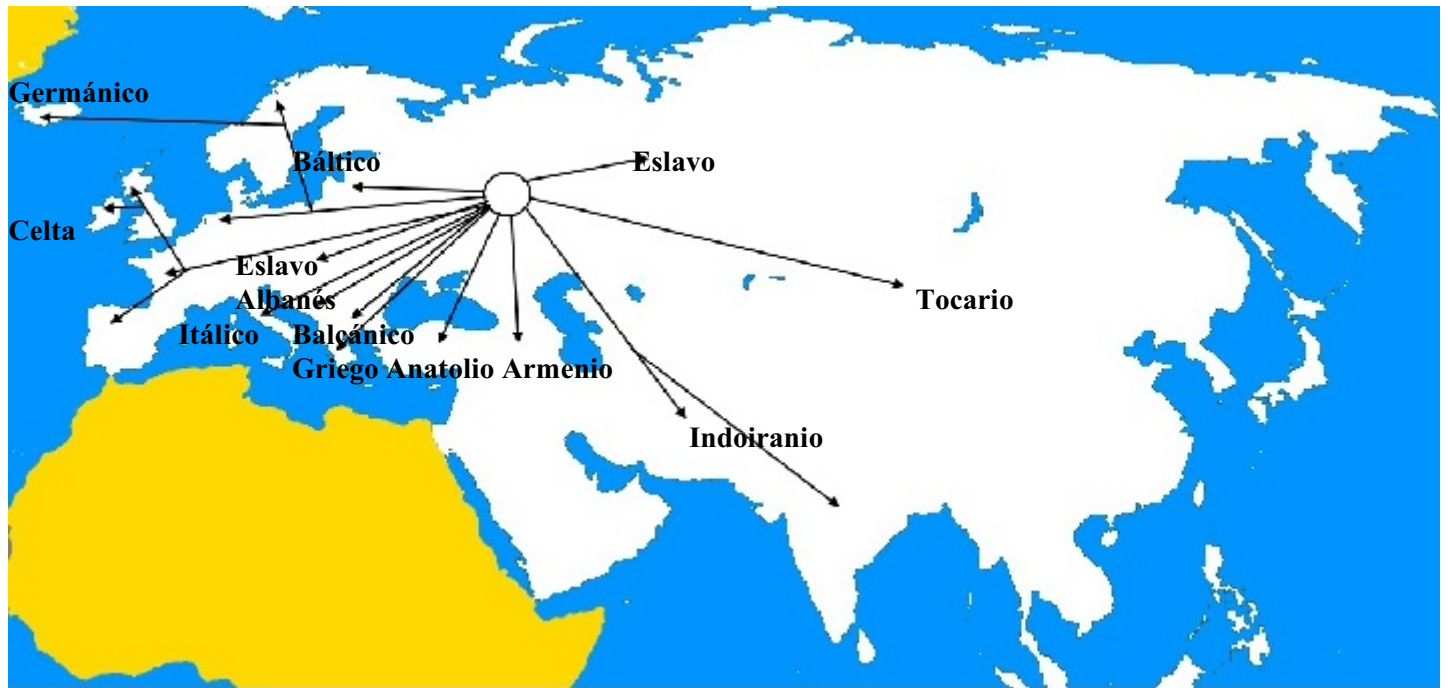 Germánico
Báltico
Eslavo
Celta
Eslavo
Albanés
Tocario
Itálico
Balcánico
Griego Anatolio Armenio
Indoiranio